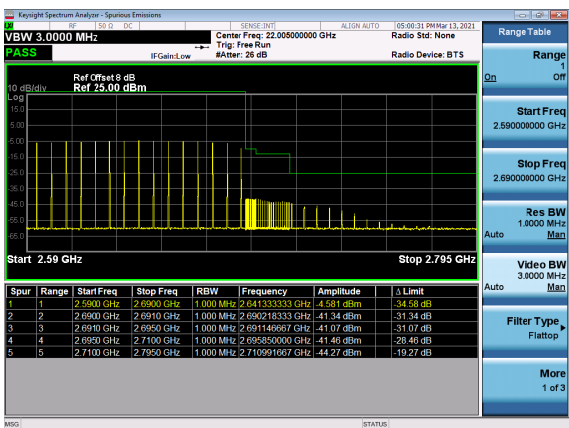 Keysight Spectrum Analyzer - Spurious Emissions
RF 50 Ω DC SENSE:INT ALIGN AUTO 05:00:31 PM Mar 13, 2021
VBW 3.0000 MHz
Center Freq: 22.005000000 GHz
Radio Std: None
Trig: Free Run
PASS
IFGain:Low
#Atten: 26 dB
Radio Device: BTS
Ref Offset 8 dB
10 dB/div Ref 25.00 dBm
Log
15.0
5.00
-5.00
-15.0
-25.0
-35.0
-45.0
-55.0
-65.0
Start 2.59 GHz Stop 2.795 GHz
Spur Range Start Freq Stop Freq RBW Frequency Amplitude Δ Limit
1 1 2.5900 GHz 2.6900 GHz 1.000 MHz 2.641333333 GHz -4.581 dBm -34.58 dB
2 2 2.6900 GHz 2.6910 GHz 1.000 MHz 2.690218333 GHz -41.34 dBm -31.34 dB
3 3 2.6910 GHz 2.6950 GHz 1.000 MHz 2.691146667 GHz -41.07 dBm -31.07 dB
4 4 2.6950 GHz 2.7100 GHz 1.000 MHz 2.695850000 GHz -41.46 dBm -28.46 dB
5 5 2.7100 GHz 2.7950 GHz 1.000 MHz 2.710991667 GHz -44.27 dBm -19.27 dB
MSG STATUS
Range Table
Range
1
On Off
Start Freq
2.590000000 GHz
Stop Freq
2.690000000 GHz
Res BW
1.0000 MHz
Auto Man
Video BW
3.0000 MHz
Auto Man
Filter Type
Flattop
More
1 of 3